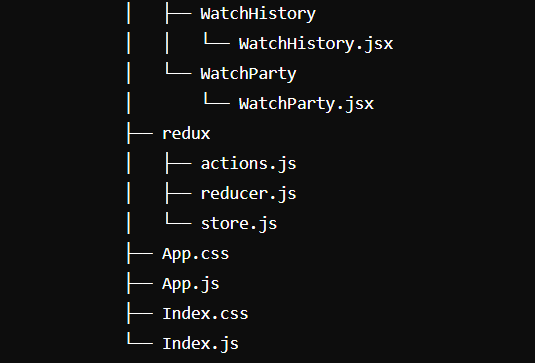 │   ├── WatchHistory
│   │   └── WatchHistory.jsx
│   └── WatchParty
│       └── WatchParty.jsx
├── redux
│   ├── actions.js
│   ├── reducer.js
│   └── store.js
├── App.css
├── App.js
├── Index.css
└── Index.js